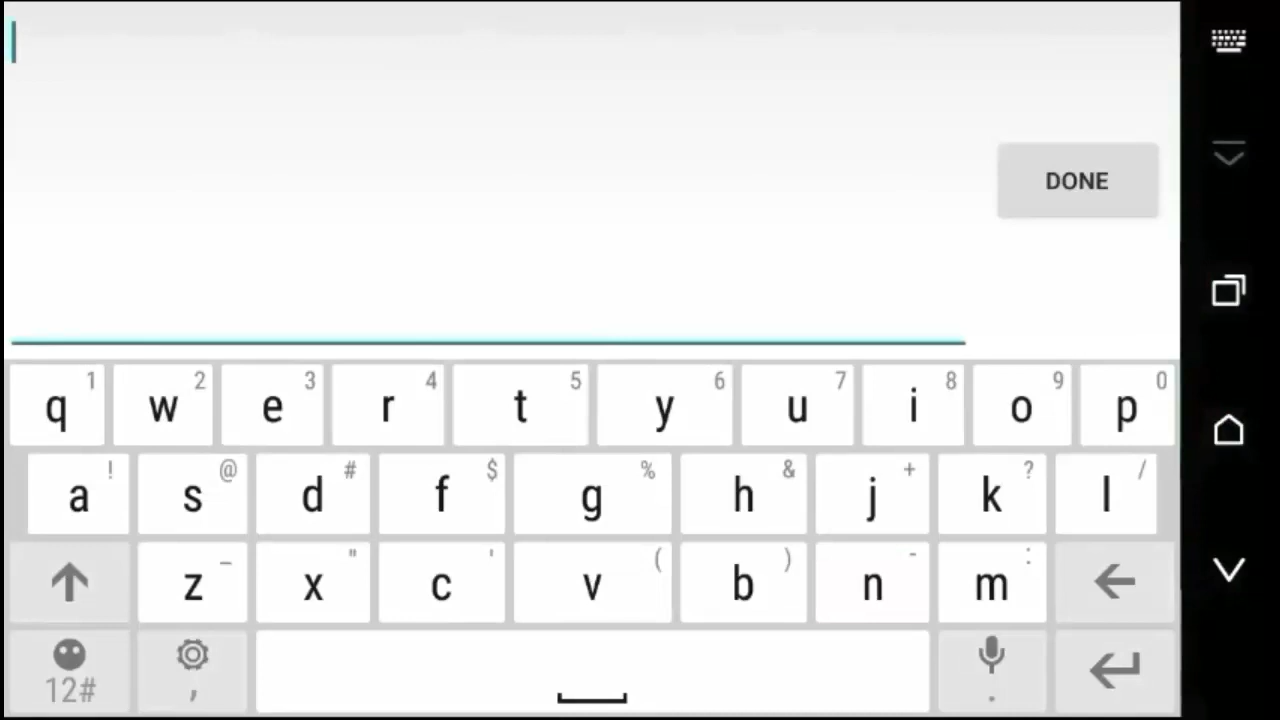 DONE
q 1 w 2 e 3 r 4 t 5 y 6 u 7 i 8 o 9 p 0
a ! s @ d # f $ g % h & j + k ? l /
z _ x " c ' v ( b ) n - m :
12# , .